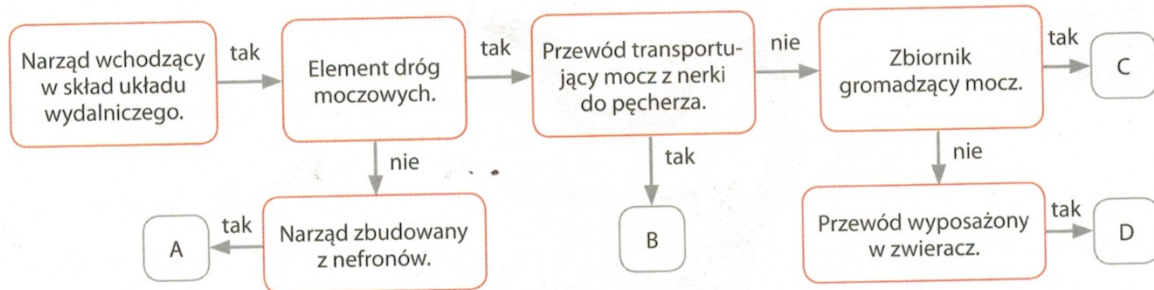 Narząd wchodzący
w skład układu
wydalniczego.
tak
Element dróg
moczowych.
tak
Przewód transportu-
jący mocz z nerki
do pęcherza.
nie
Zbiornik
gromadzący mocz.
tak
C
nie
tak
nie
A
tak
Narząd zbudowany
z nefronów.
B
Przewód wyposażony
w zwieracz.
tak
D